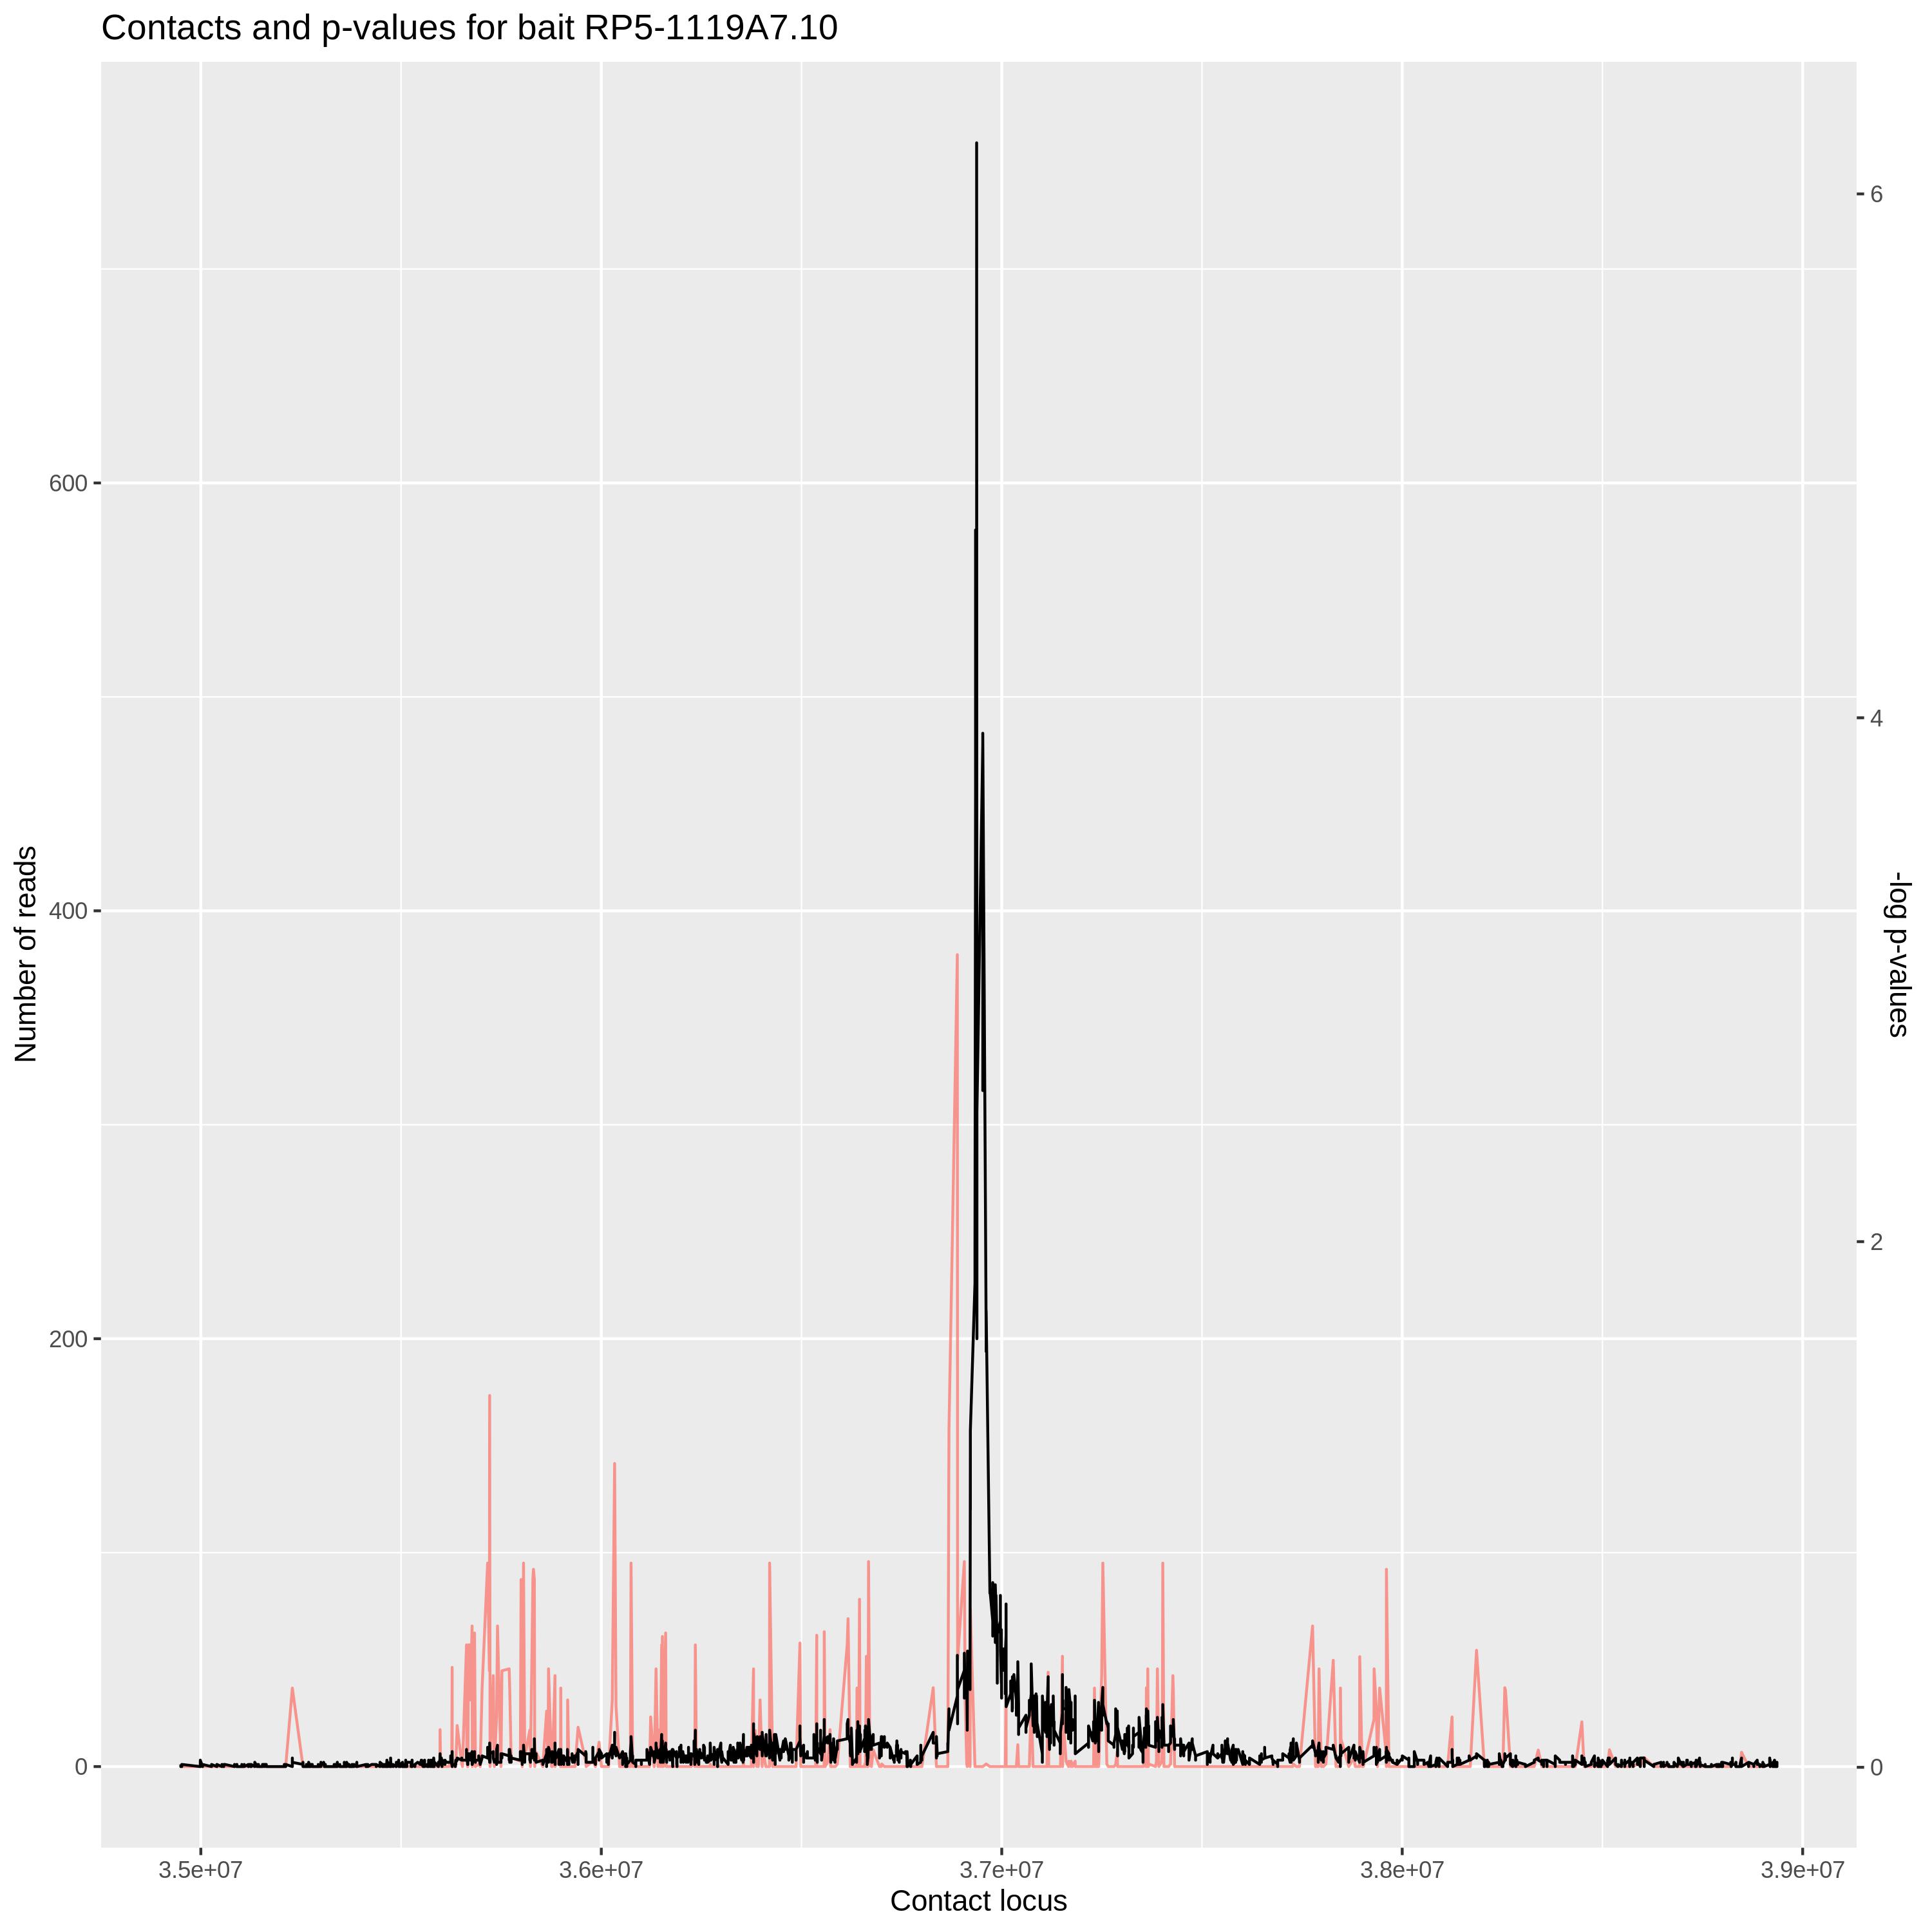 Contacts and p-values for bait RP5-1119A7.10
Number of reads
600
400
200
0
6
4
2
0
-log p-values
3.5e+07
3.6e+07
3.7e+07
3.8e+07
3.9e+07
Contact locus